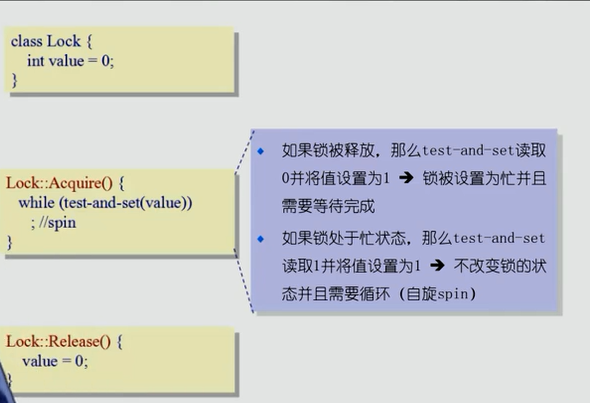 class Lock {
int value = 0;
}
如果锁被释放，那么test-and-set读取
0并将值设置为1 ➔ 锁被设置为忙并且
需要等待完成
如果锁处于忙状态，那么test-and-set
读取1并将值设置为1 ➔ 不改变锁的状
态并且需要循环（自旋spin）
Lock::Acquire() {
while (test-and-set(value))
; //spin
}
Lock::Release() {
value = 0;
}